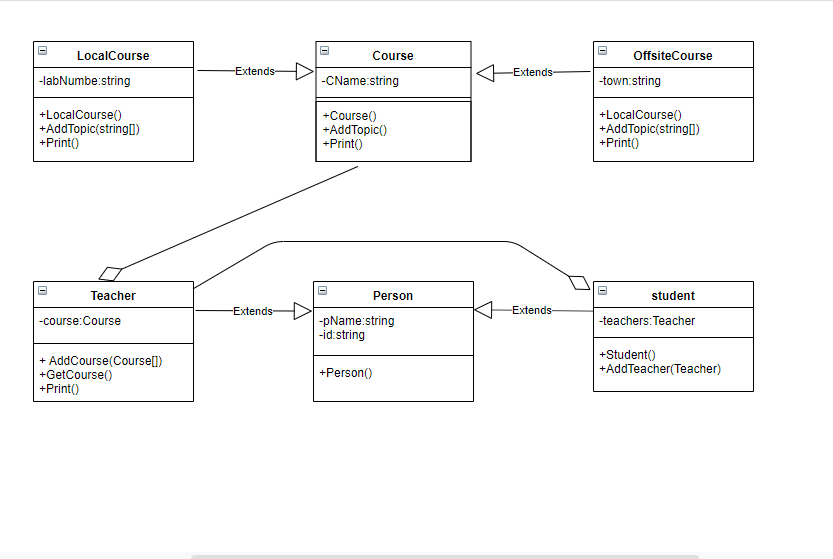 LocalCourse
-labNumbe:string
+LocalCourse()
+AddTopic(string[])
+Print()
Extends
Course
-CName:string
+Course()
+AddTopic()
+Print()
Extends
OffsiteCourse
-town:string
+LocalCourse()
+AddTopic(string[])
+Print()
Teacher
-course:Course
+ AddCourse(Course[])
+GetCourse()
+Print()
Extends
Person
-pName:string
-id:string
+Person()
Extends
student
-teachers:Teacher
+Student()
+AddTeacher(Teacher)